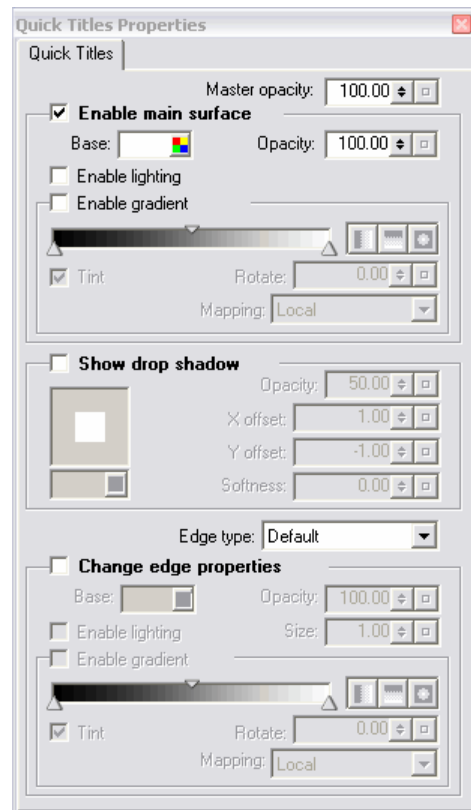 Quick Titles Properties
Quick Titles
Master opacity: 100.00
Enable main surface
Base: Opacity: 100.00
Enable lighting
Enable gradient
Tint Rotate: 0.00
Mapping: Local
Show drop shadow
Opacity: 50.00
X offset: 1.00
Y offset: -1.00
Softness: 0.00
Edge type: Default
Change edge properties
Base: Opacity: 100.00
Enable lighting Size: 1.00
Enable gradient
Tint Rotate: 0.00
Mapping: Local